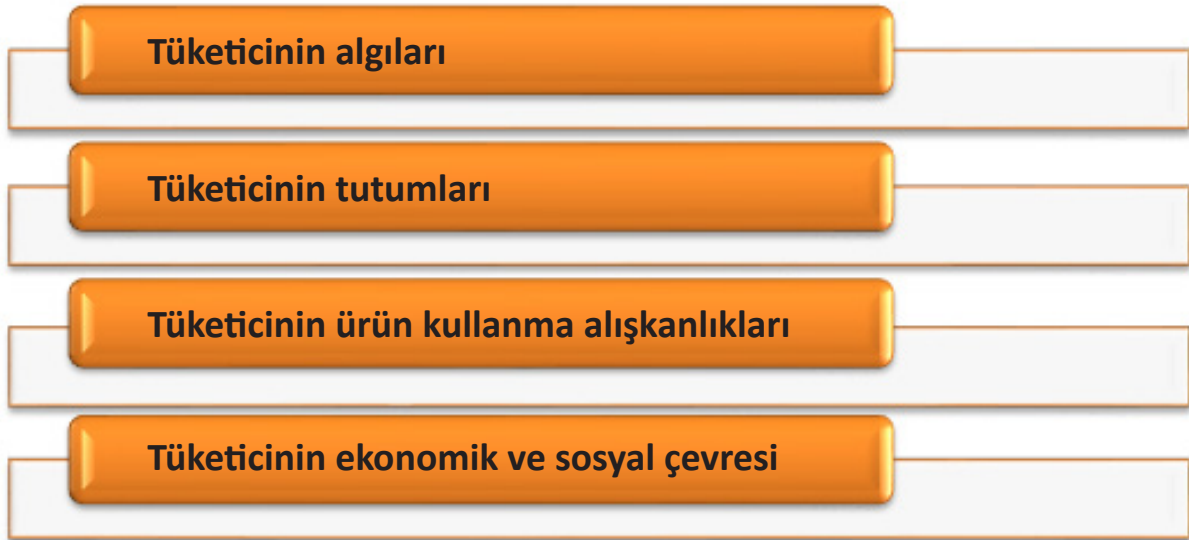 Tüketicinin algıları
Tüketicinin tutumları
Tüketicinin ürün kullanma alışkanlıkları
Tüketicinin ekonomik ve sosyal çevresi